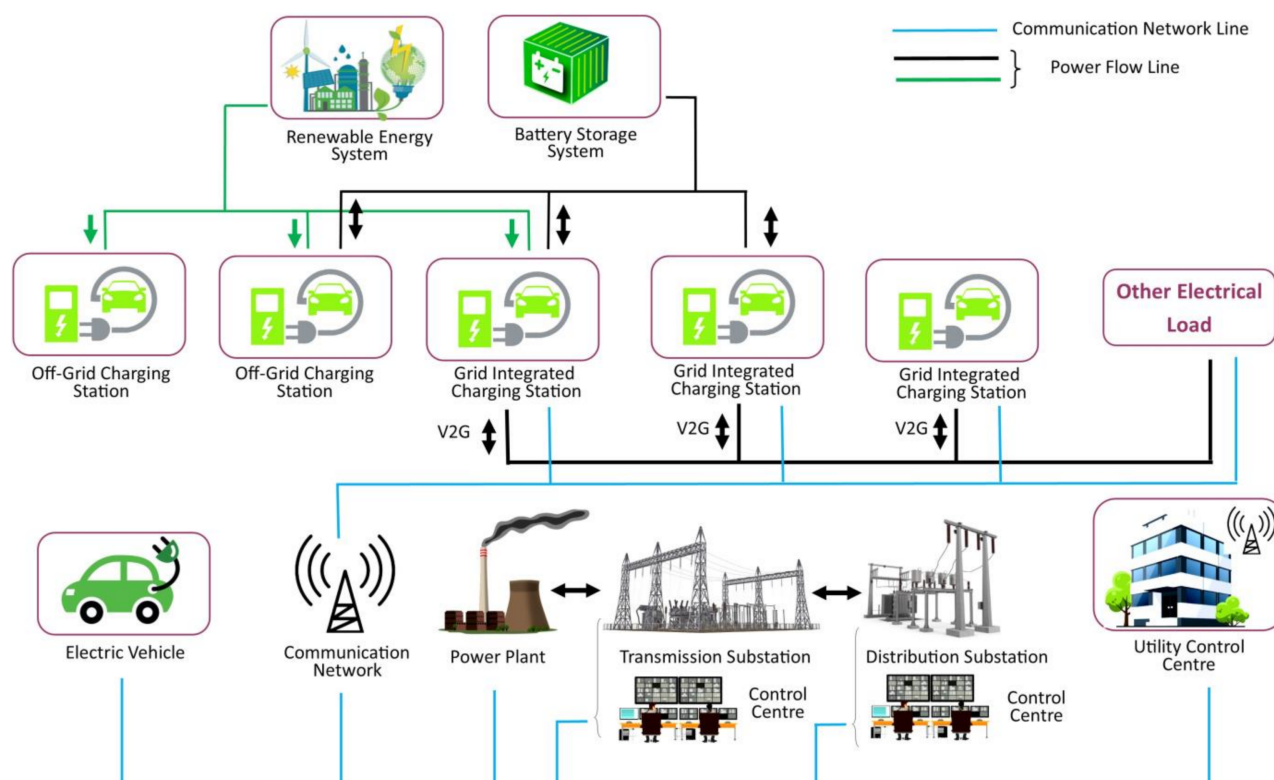 Communication Network Line
Power Flow Line
Renewable Energy
System
Battery Storage
System
Off-Grid Charging
Station
Off-Grid Charging
Station
Grid Integrated
Charging Station
Grid Integrated
Charging Station
Grid Integrated
Charging Station
Other Electrical
Load
V2G
V2G
V2G
Electric Vehicle
Communication
Network
Power Plant
Transmission Substation
Control
Centre
Distribution Substation
Control
Centre
Utility Control
Centre